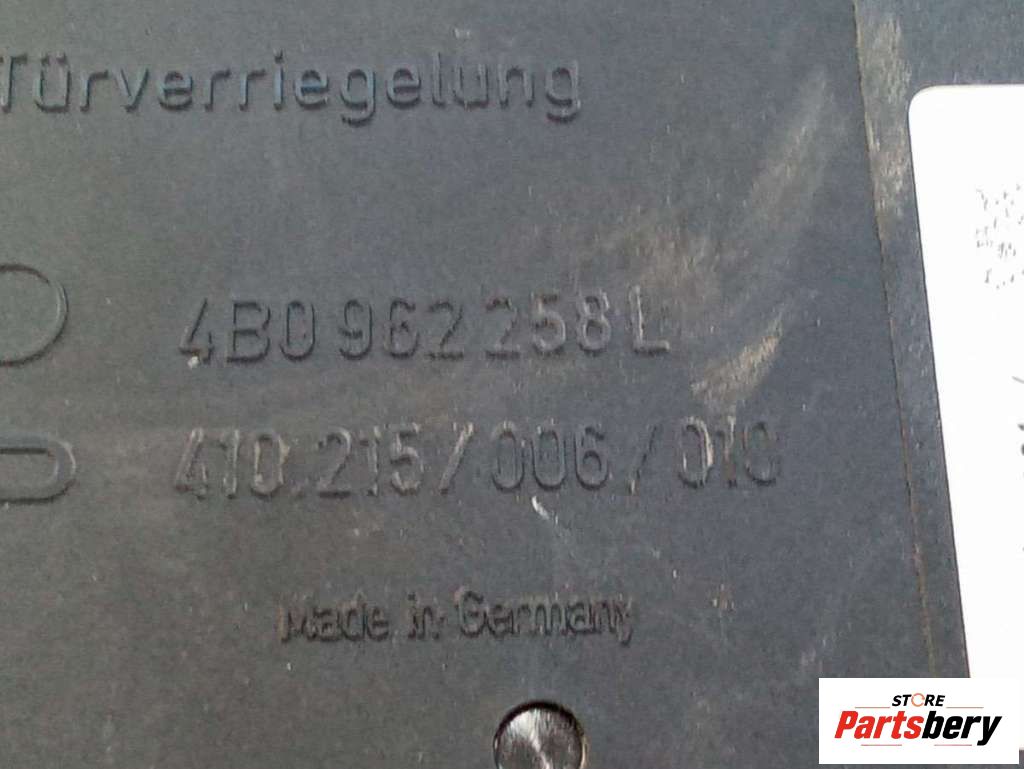 Türverriegelung
4B0 962 258 L
410.215/006/010
Made in Germany
STORE
Partsbery